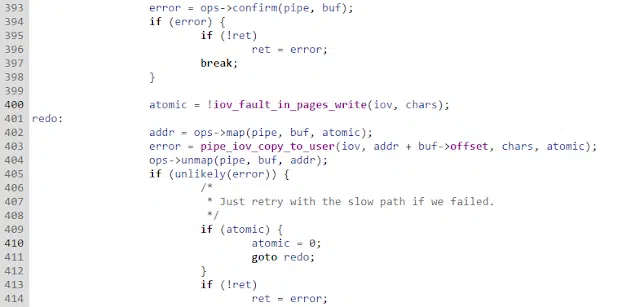 393 error = ops->confirm(pipe, buf);
394 if (error) {
395 if (!ret)
396 ret = error;
397 break;
398 }
399
400 atomic = !iov_fault_in_pages_write(iov, chars);
401 redo:
402 addr = ops->map(pipe, buf, atomic);
403 error = pipe_iov_copy_to_user(iov, addr + buf->offset, chars, atomic);
404 ops->unmap(pipe, buf, addr);
405 if (unlikely(error)) {
406 /*
407 * Just retry with the slow path if we failed.
408 */
409 if (atomic) {
410 atomic = 0;
411 goto redo;
412 }
413 if (!ret)
414 ret = error;